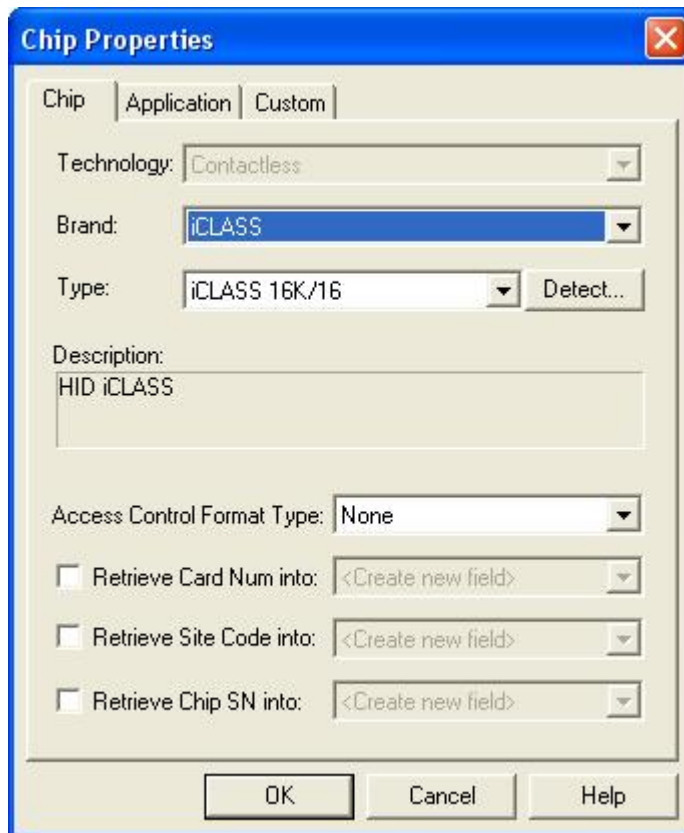 Chip Properties
Chip Application Custom
Technology: Contactless
Brand: iCLASS
Type: iCLASS 16K/16 Detect...
Description:
HID iCLASS
Access Control Format Type: None
Retrieve Card Num into: <Create new field>
Retrieve Site Code into: <Create new field>
Retrieve Chip SN into: <Create new field>
OK Cancel Help